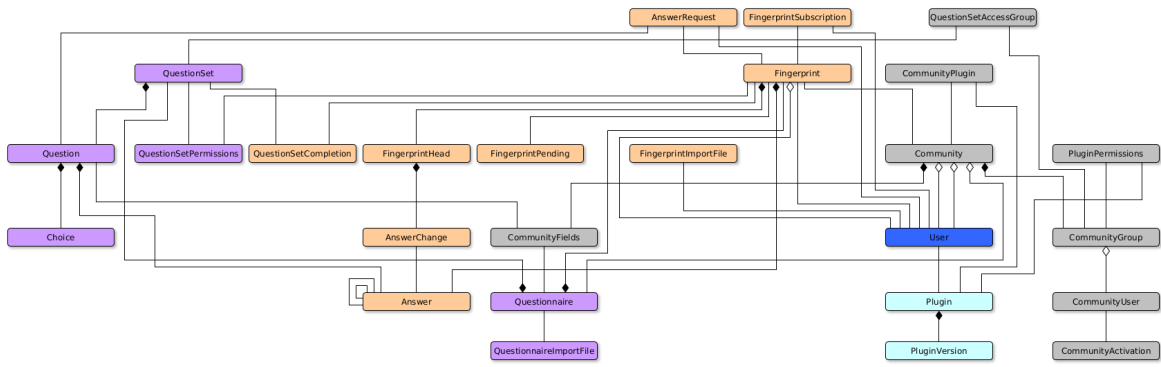 AnswerRequest
FingerprintSubscription
QuestionSetAccessGroup
QuestionSet
Fingerprint
CommunityPlugin
Question
QuestionSetPermissions
QuestionSetCompletion
FingerprintHead
FingerprintPending
FingerprintImportFile
Community
PluginPermissions
Choice
AnswerChange
CommunityFields
User
CommunityGroup
Answer
Questionnaire
Plugin
CommunityUser
QuestionnaireImportFile
PluginVersion
CommunityActivation